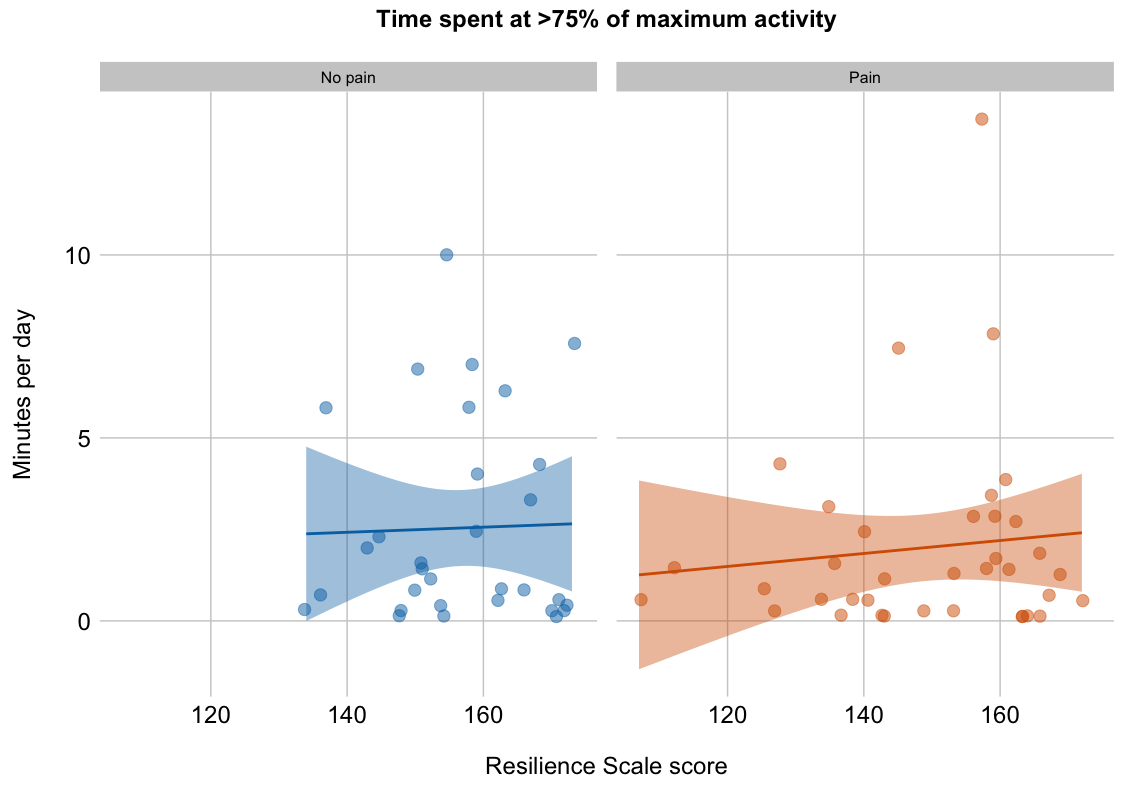 Time spent at >75% of maximum activity
No pain
Pain
Minutes per day
10
5
0
120 140 160
120 140 160
Resilience Scale score